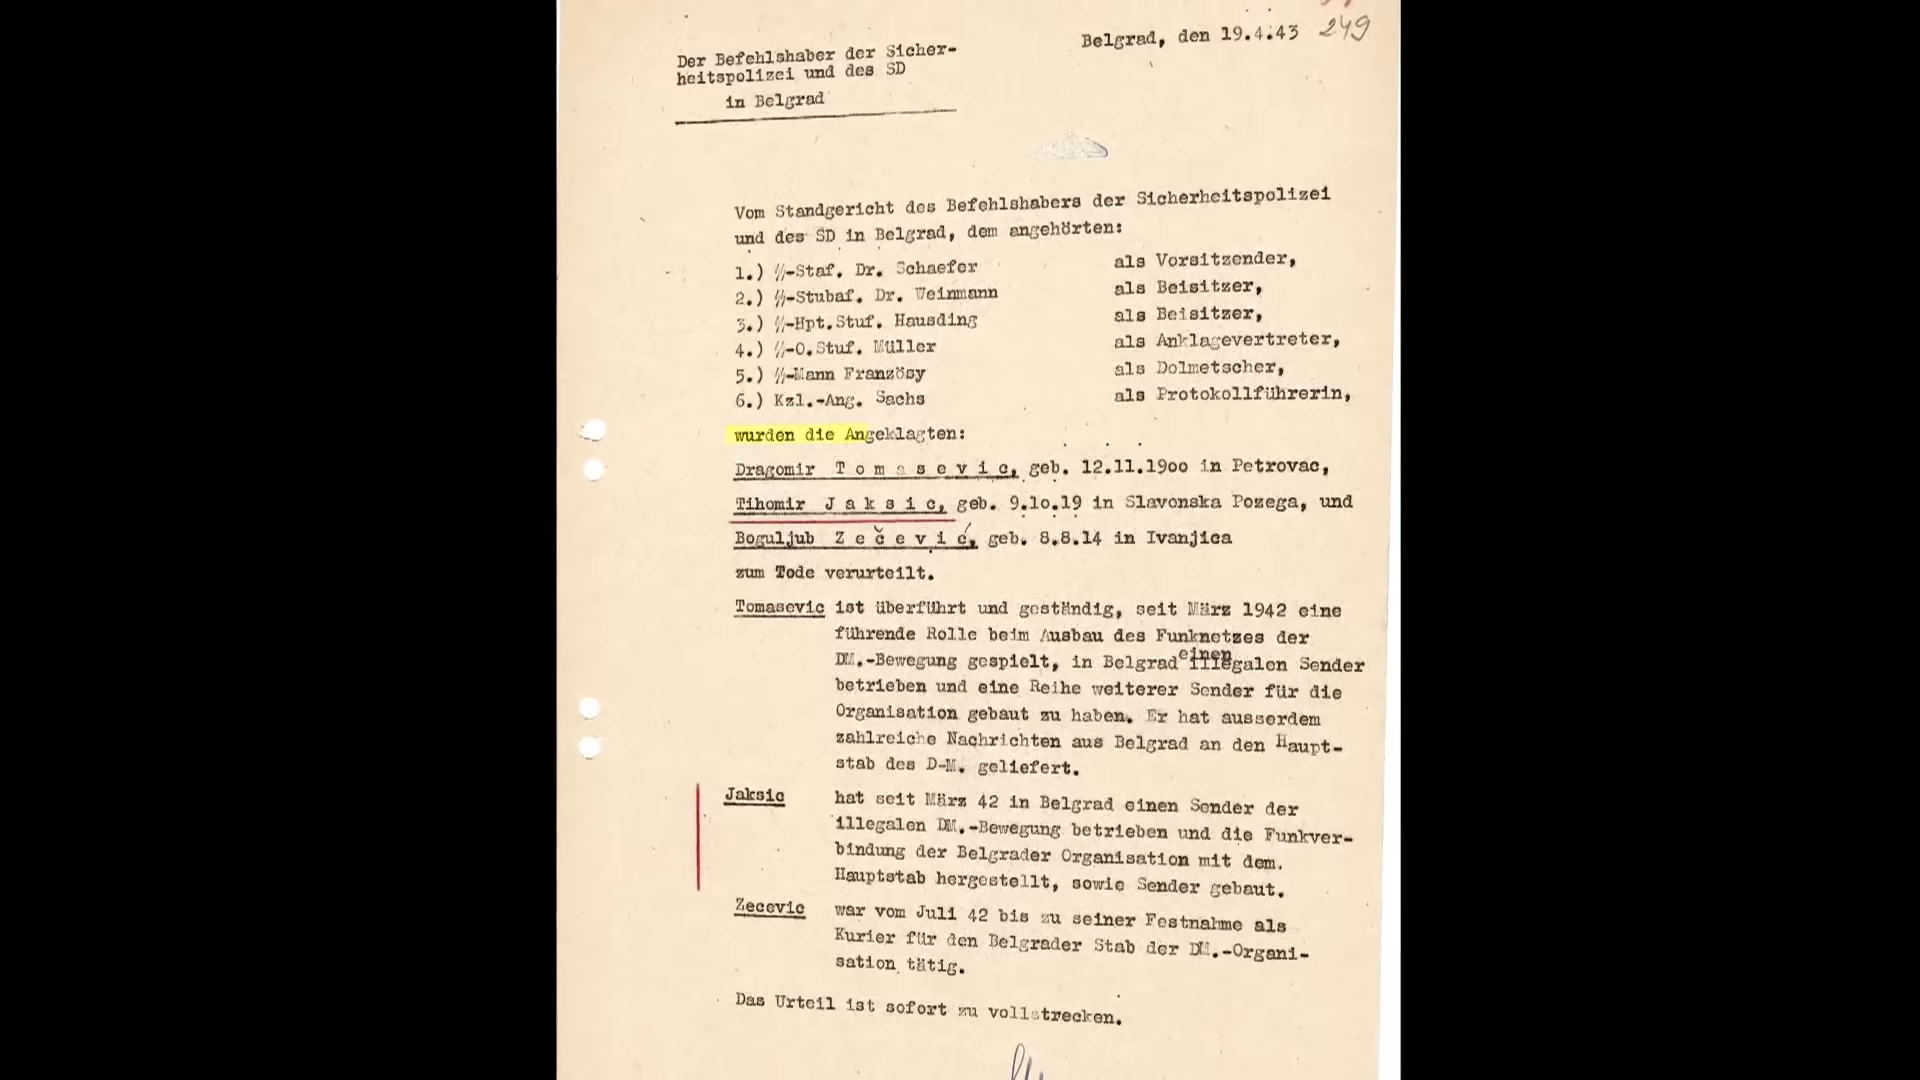 249
Belgrad, den 19.4.43
Der Befehlshaber der Sicher-
heitspolizei und des SD
in Belgrad
Vom Standgericht des Befehlshabers der Sicherheitspolizei
und des SD in Belgrad, dem angehörten:
1.) SS-Staf. Dr. Schaefer als Vorsitzender,
2.) SS-Stubaf. Dr. Weinmann als Beisitzer,
3.) SS-Hpt.Stuf. Hausding als Beisitzer,
4.) SS-O.Stuf. Müller als Anklagevertreter,
5.) SS-Mann Französy als Dolmetscher,
6.) Kzl.-Ang. Sachs als Protokollführerin,
wurden die Angeklagten:
Dragomir T o m a s e v i c, geb. 12.11.19oo in Petrovac,
Tihomir J a k s i c, geb. 9.1o.19 in Slavonska Pozega, und
Boguljub Z e č e v i ć, geb. 8.8.14 in Ivanjica
zum Tode verurteilt.
Tomasevic ist überführt und geständig, seit März 1942 eine
führende Rolle beim Ausbau des Funknetzes der
DM.-Bewegung gespielt, in Belgrad einen illegalen Sender
betrieben und eine Reihe weiterer Sender für die
Organisation gebaut zu haben. Er hat ausserdem
zahlreiche Nachrichten aus Belgrad an den Haupt-
stab des D-M. geliefert.
Jaksic hat seit März 42 in Belgrad einen Sender der
illegalen DM.-Bewegung betrieben und die Funkver-
bindung der Belgrader Organisation mit dem.
Hauptstab hergestellt, sowie Sender gebaut.
Zecevic war vom Juli 42 bis zu seiner Festnahme als
Kurier für den Belgrader Stab der DM.-Organi-
sation tätig.
Das Urteil ist sofort zu vollstrecken.